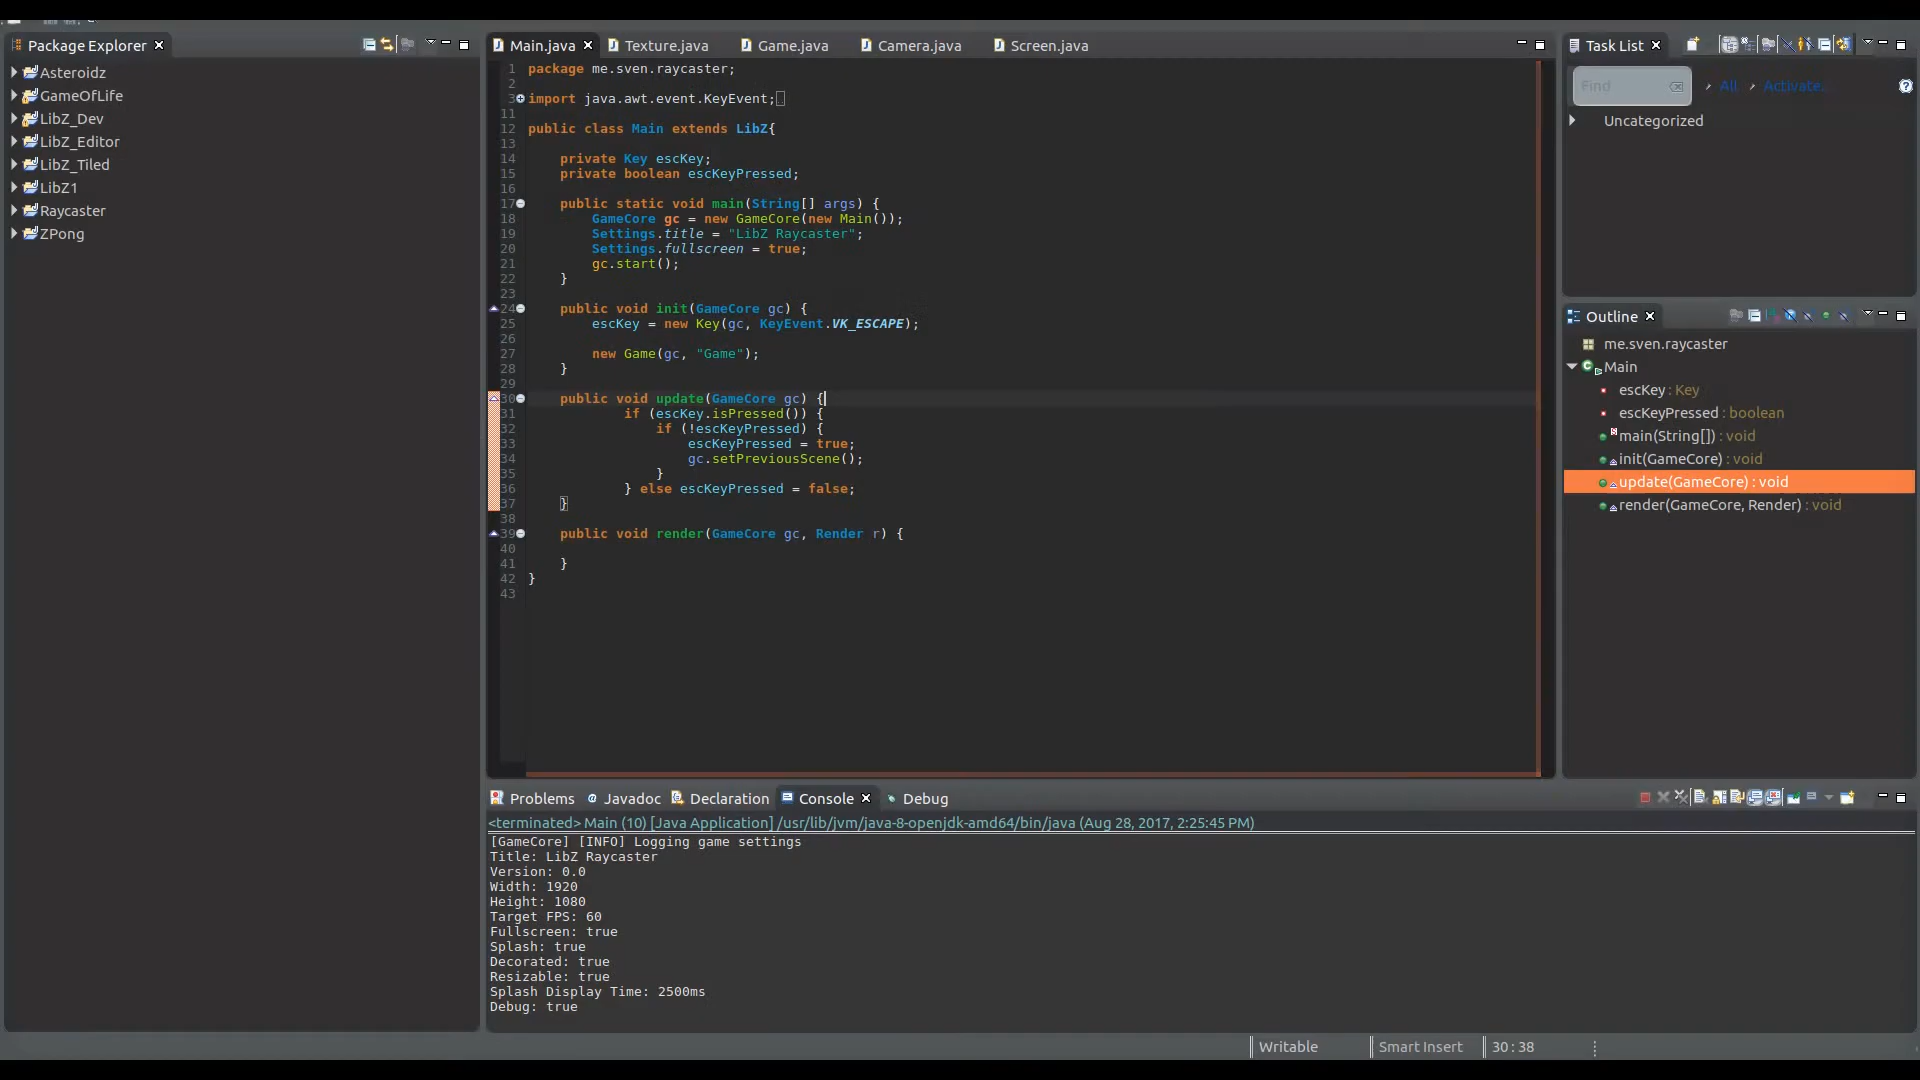 Package Explorer
Asteroidz
GameOfLife
LibZ_Dev
LibZ_Editor
LibZ_Tiled
LibZ1
Raycaster
ZPong
Main.java
Texture.java
Game.java
Camera.java
Screen.java
1 package me.sven.raycaster;
2
3 import java.awt.event.KeyEvent;
11
12 public class Main extends LibZ{
13
14 private Key escKey;
15 private boolean escKeyPressed;
16
17 public static void main(String[] args) {
18 GameCore gc = new GameCore(new Main());
19 Settings.title = "LibZ Raycaster";
20 Settings.fullscreen = true;
21 gc.start();
22 }
23
24 public void init(GameCore gc) {
25 escKey = new Key(gc, KeyEvent.VK_ESCAPE);
26
27 new Game(gc, "Game");
28 }
29
30 public void update(GameCore gc) {
31 if (escKey.isPressed()) {
32 if (!escKeyPressed) {
33 escKeyPressed = true;
34 gc.setPreviousScene();
35 }
36 } else escKeyPressed = false;
37 }
38
39 public void render(GameCore gc, Render r) {
40
41 }
42 }
43
Task List
Find
All
Activate...
Uncategorized
Outline
me.sven.raycaster
Main
escKey : Key
escKeyPressed : boolean
main(String[]) : void
init(GameCore) : void
update(GameCore) : void
render(GameCore, Render) : void
Problems
@ Javadoc
Declaration
Console
Debug
<terminated> Main (10) [Java Application] /usr/lib/jvm/java-8-openjdk-amd64/bin/java (Aug 28, 2017, 2:25:45 PM)
[GameCore] [INFO] Logging game settings
Title: LibZ Raycaster
Version: 0.0
Width: 1920
Height: 1080
Target FPS: 60
Fullscreen: true
Splash: true
Decorated: true
Resizable: true
Splash Display Time: 2500ms
Debug: true
Writable
Smart Insert
30 : 38